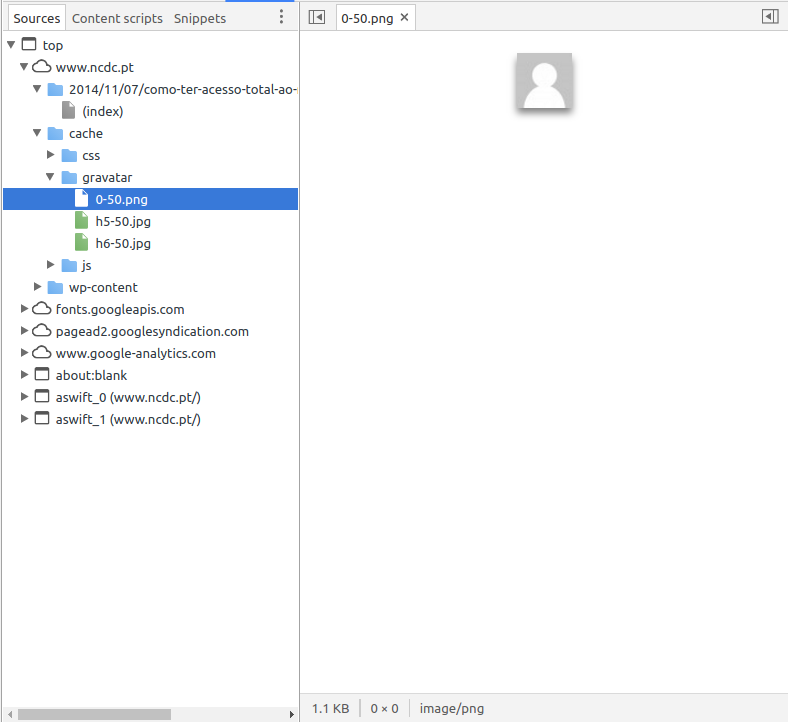 Sources Content scripts Snippets
0-50.png ×
top
www.ncdc.pt
2014/11/07/como-ter-acesso-total-ao-
(index)
cache
css
gravatar
0-50.png
h5-50.jpg
h6-50.jpg
js
wp-content
fonts.googleapis.com
pagead2.googlesyndication.com
www.google-analytics.com
about:blank
aswift_0 (www.ncdc.pt/)
aswift_1 (www.ncdc.pt/)
1.1 KB 0 × 0 image/png